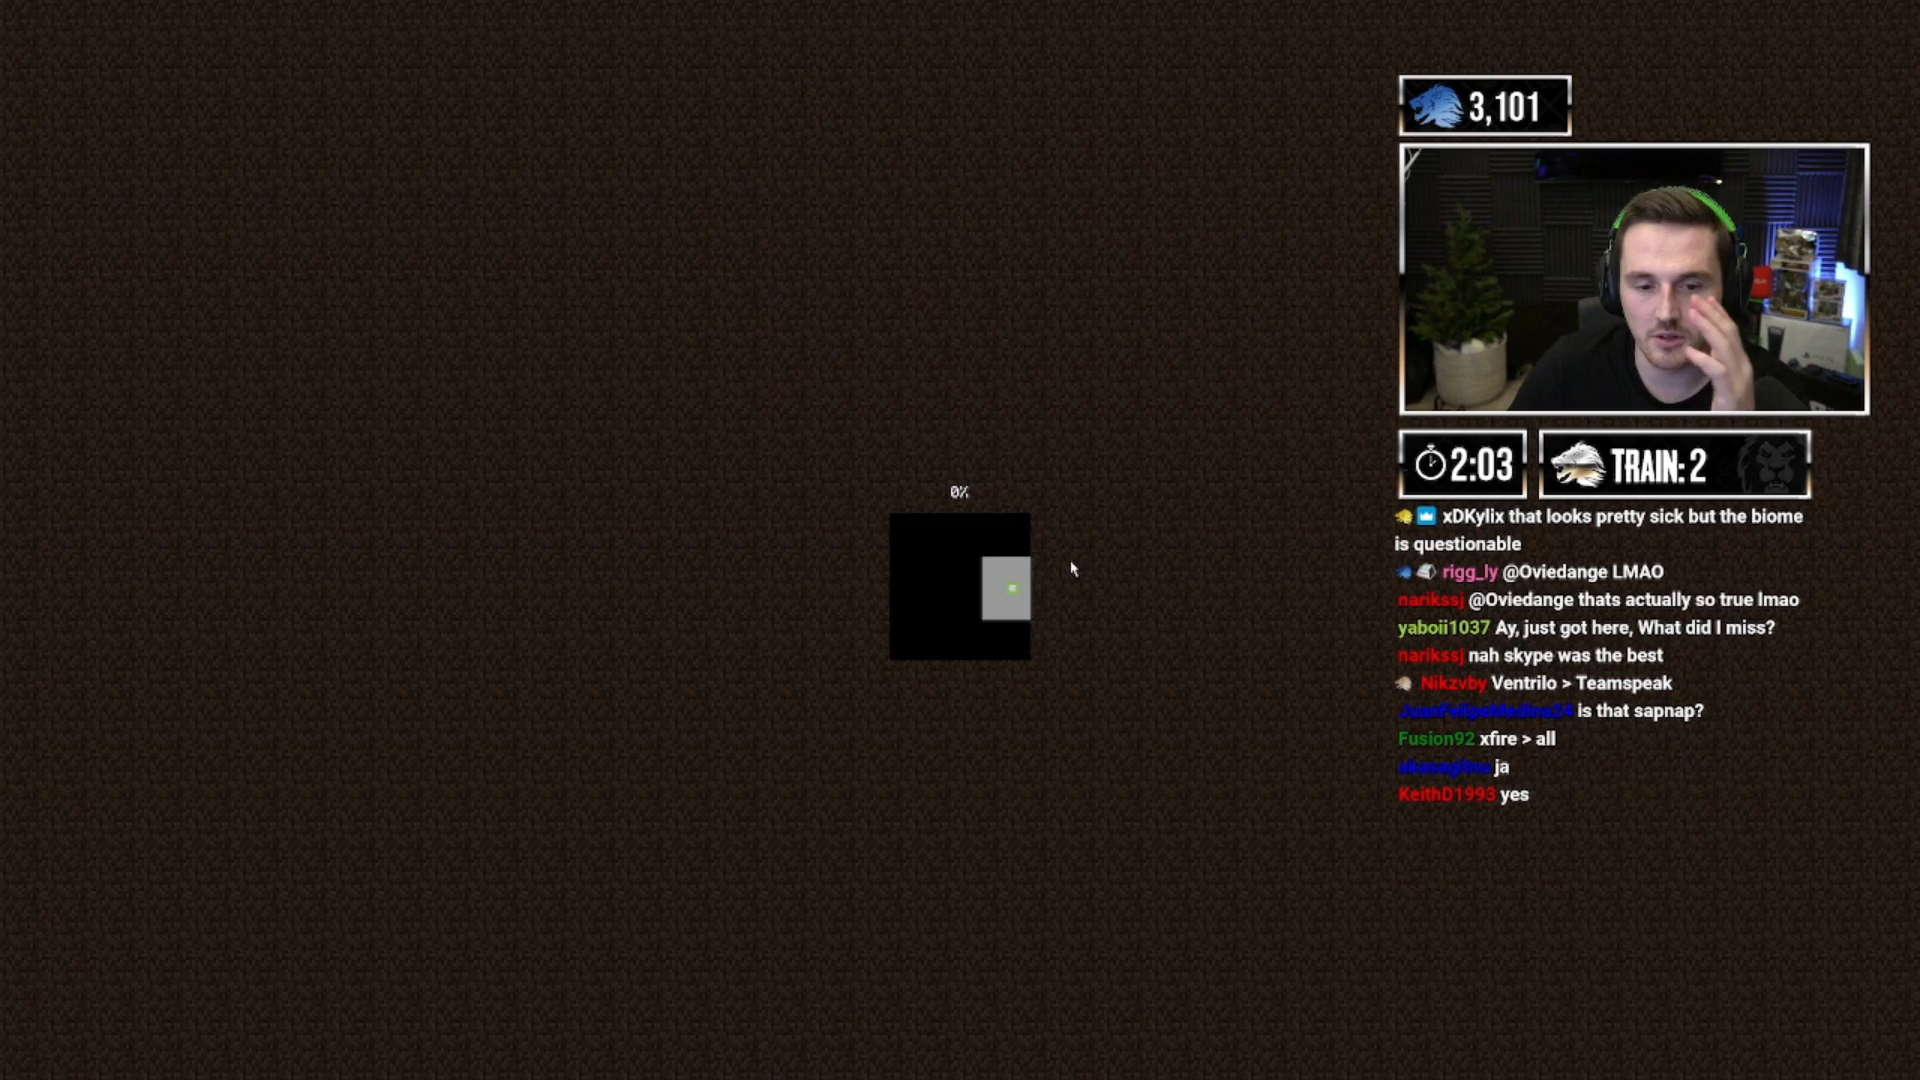 3,101
2:03
TRAIN: 2
0%
xDKylix that looks pretty sick but the biome
is questionable
rigg_ly @Oviedange LMAO
narikssj @Oviedange thats actually so true lmao
yaboii1037 Ay, just got here, What did I miss?
narikssj nah skype was the best
Nikzvby Ventrilo > Teamspeak
JuanFelipeMedina24 is that sapnap?
Fusion92 xfire > all
ja
KeithD1993 yes